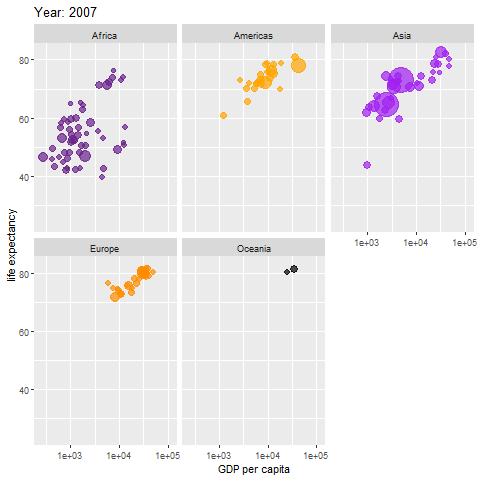 Year: 2007
Africa
Americas
Asia
80
60
40
1e+03 1e+04 1e+05
life expectancy
Europe
Oceania
80
60
40
1e+03 1e+04 1e+05
1e+03 1e+04 1e+05
GDP per capita